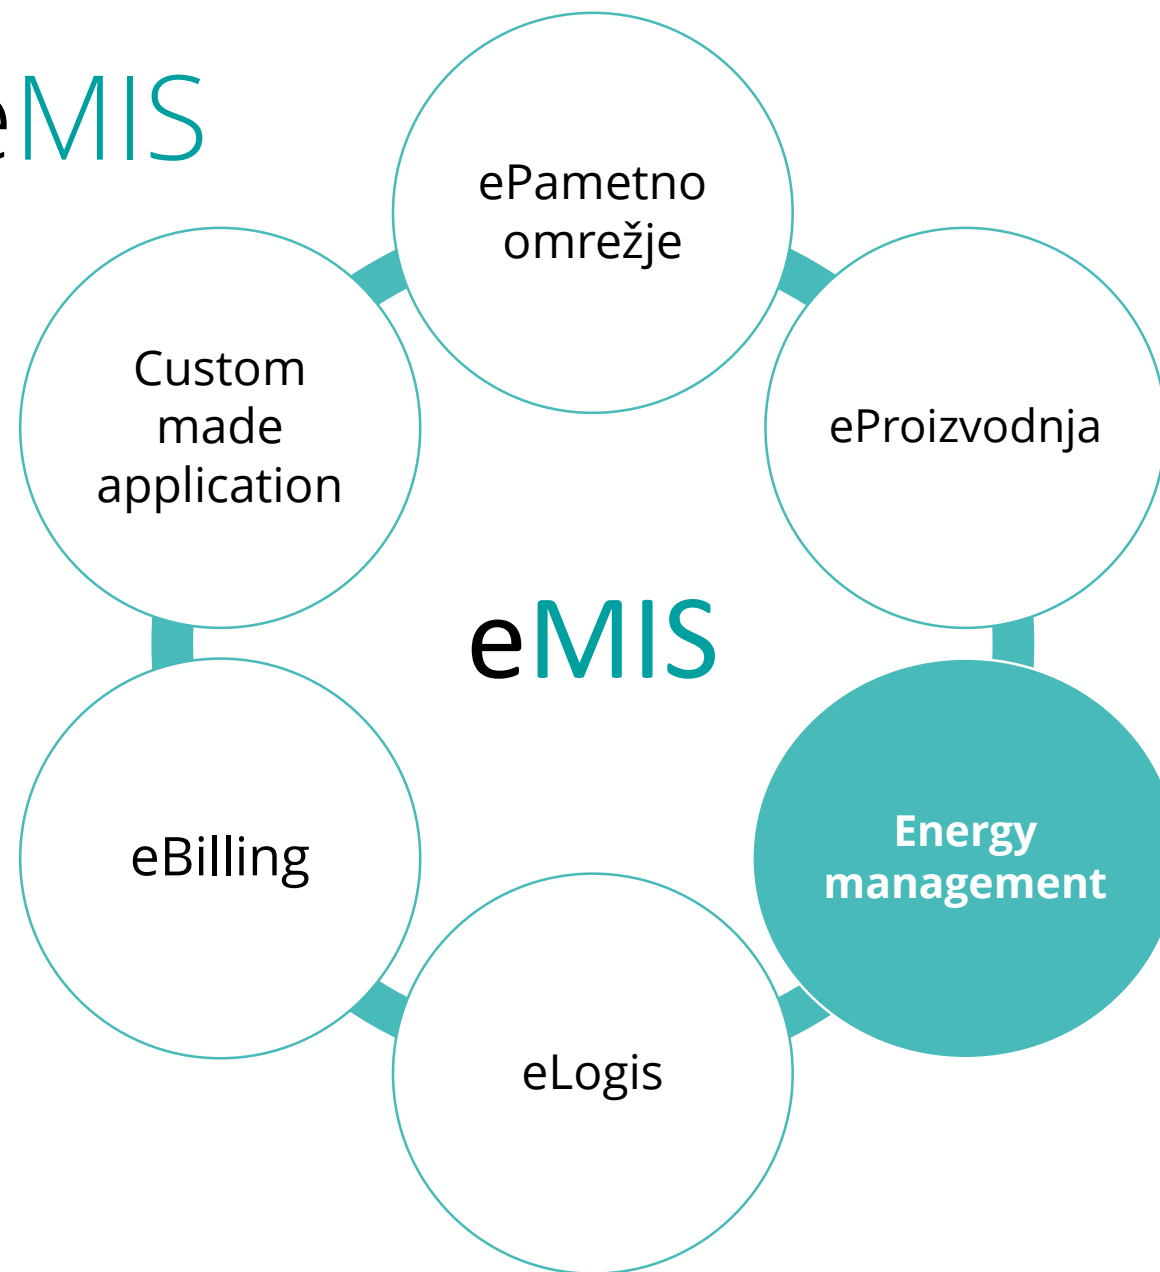 eMIS
ePametno
omrežje
eProizvodnja
Energy
management
eLogis
eBilling
Custom
made
application
eMIS